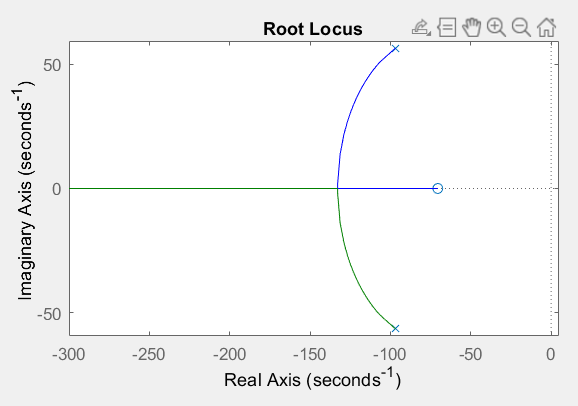 Root Locus
Imaginary Axis (seconds⁻¹)
50
0
-50
-300 -250 -200 -150 -100 -50 0
Real Axis (seconds⁻¹)